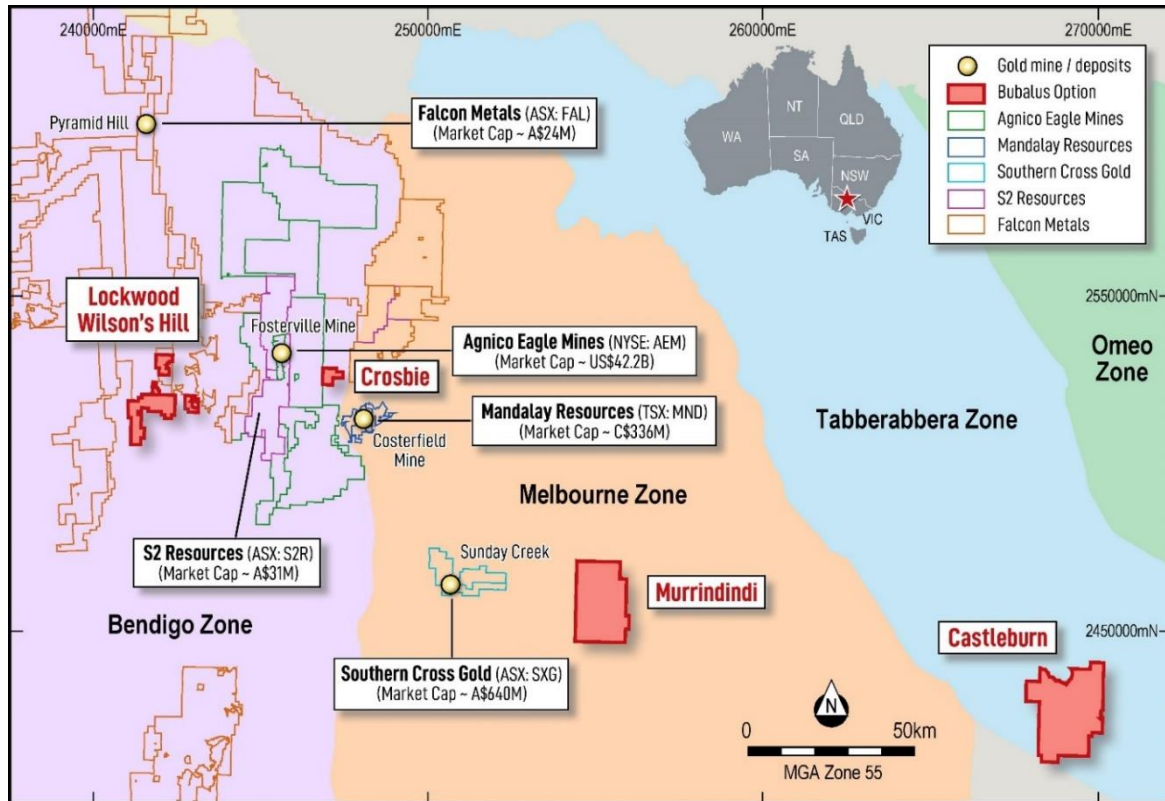 240000mE
250000mE
260000mE
270000mE
Gold mine / deposits
Bubalus Option
Agnico Eagle Mines
Mandalay Resources
Southern Cross Gold
S2 Resources
Falcon Metals
WA
NT
SA
QLD
NSW
VIC
TAS
Pyramid Hill
Falcon Metals (ASX: FAL)
(Market Cap ~ A$24M)
Lockwood
Wilson's Hill
Fosterville Mine
2550000mN
Agnico Eagle Mines (NYSE: AEM)
(Market Cap ~ US$42.2B)
Omeo
Zone
Crosbie
Mandalay Resources (TSX: MND)
(Market Cap ~ C$336M)
Costerfield
Mine
Tabberabbera Zone
Melbourne Zone
S2 Resources (ASX: S2R)
(Market Cap ~ A$31M)
Sunday Creek
Murrindindi
Bendigo Zone
2450000mN
Castleburn
Southern Cross Gold (ASX: SXG)
(Market Cap ~ A$640M)
N
0
50km
MGA Zone 55